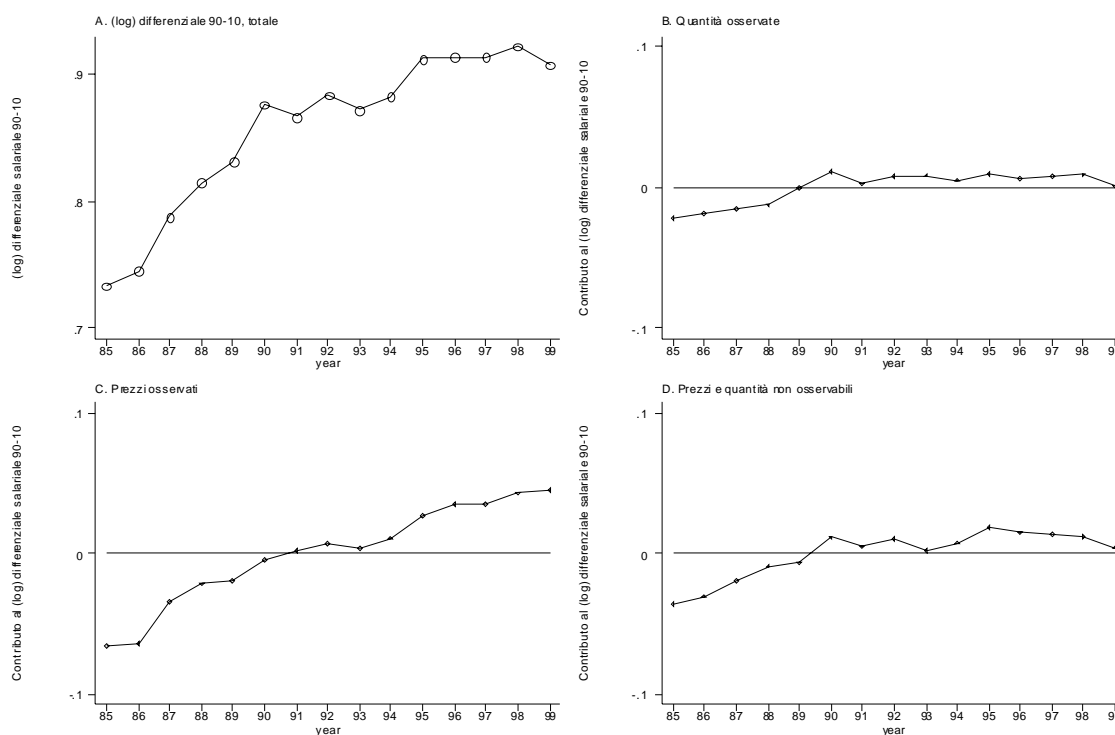 A. (log) differenziale 90-10, totale
(log) differenziale salariale 90-10
.9
.8
.7
85 86 87 88 89 90 91 92 93 94 95 96 97 98 99
year
B. Quantità osservate
Contributo al (log) differenziale salariale 90-10
.1
0
-.1
85 86 87 88 89 90 91 92 93 94 95 96 97 98 9
year
C. Prezzi osservati
Contributo al (log) differenziale salariale 90-10
.1
0
-.1
85 86 87 88 89 90 91 92 93 94 95 96 97 98 99
year
D. Prezzi e quantità non osservabili
Contributo al (log) differenziale salariale 90-10
.1
0
-.1
85 86 87 88 89 90 91 92 93 94 95 96 97 98 9
year